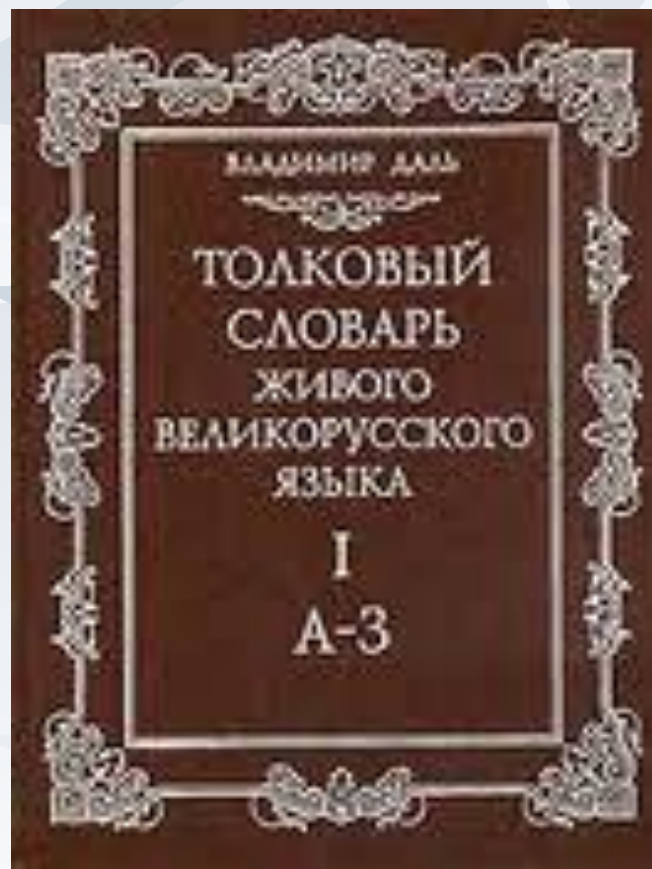 ВЛАДИМИР ДАЛЬ
ТОЛКОВЫЙ
СЛОВАРЬ
ЖИВОГО
ВЕЛИКОРУССКОГО
ЯЗЫКА
I
А-З